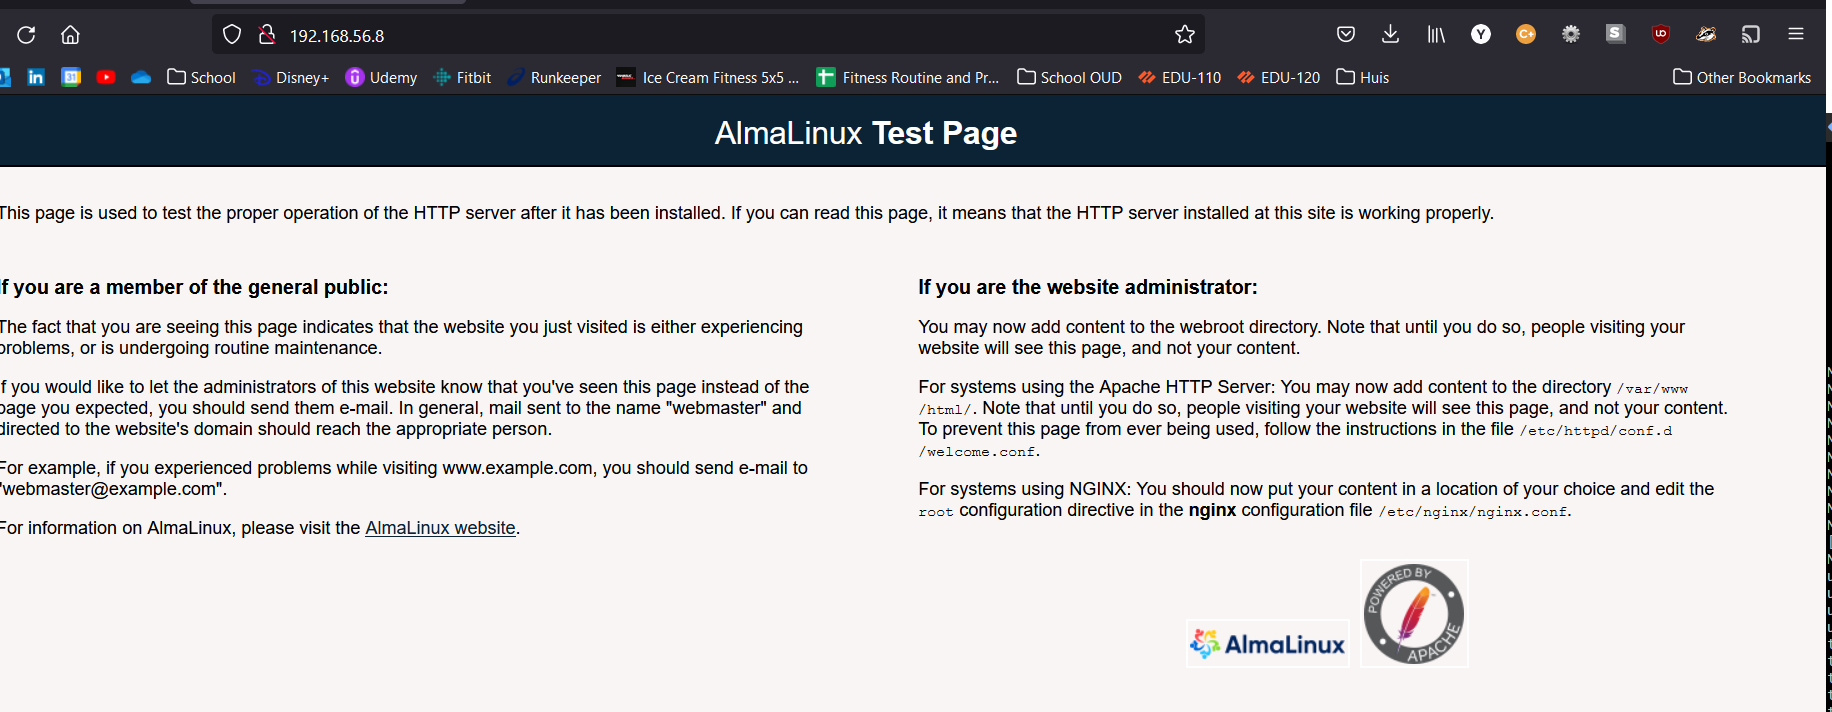 192.168.56.8
School
Disney+
Udemy
Fitbit
Runkeeper
Ice Cream Fitness 5x5 ...
Fitness Routine and Pr...
School OUD
EDU-110
EDU-120
Huis
Other Bookmarks
AlmaLinux Test Page
This page is used to test the proper operation of the HTTP server after it has been installed. If you can read this page, it means that the HTTP server installed at this site is working properly.
If you are a member of the general public:
The fact that you are seeing this page indicates that the website you just visited is either experiencing
problems, or is undergoing routine maintenance.
If you would like to let the administrators of this website know that you've seen this page instead of the
page you expected, you should send them e-mail. In general, mail sent to the name "webmaster" and
directed to the website's domain should reach the appropriate person.
For example, if you experienced problems while visiting www.example.com, you should send e-mail to
"webmaster@example.com".
For information on AlmaLinux, please visit the AlmaLinux website.
If you are the website administrator:
You may now add content to the webroot directory. Note that until you do so, people visiting your
website will see this page, and not your content.
For systems using the Apache HTTP Server: You may now add content to the directory /var/www
/html/. Note that until you do so, people visiting your website will see this page, and not your content.
To prevent this page from ever being used, follow the instructions in the file /etc/httpd/conf.d
/welcome.conf.
For systems using NGINX: You should now put your content in a location of your choice and edit the
root configuration directive in the nginx configuration file /etc/nginx/nginx.conf.
AlmaLinux
POWERED BY
APACHE